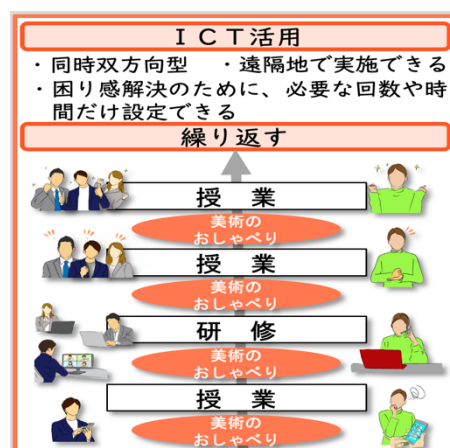 ICT活用
・同時双方向型　・遠隔地で実施できる
・困り感解決のために、必要な回数や時
間だけ設定できる
繰り返す
授業
美術の
おしゃべり
授業
美術の
おしゃべり
研修
美術の
おしゃべり
授業
美術の
おしゃべり